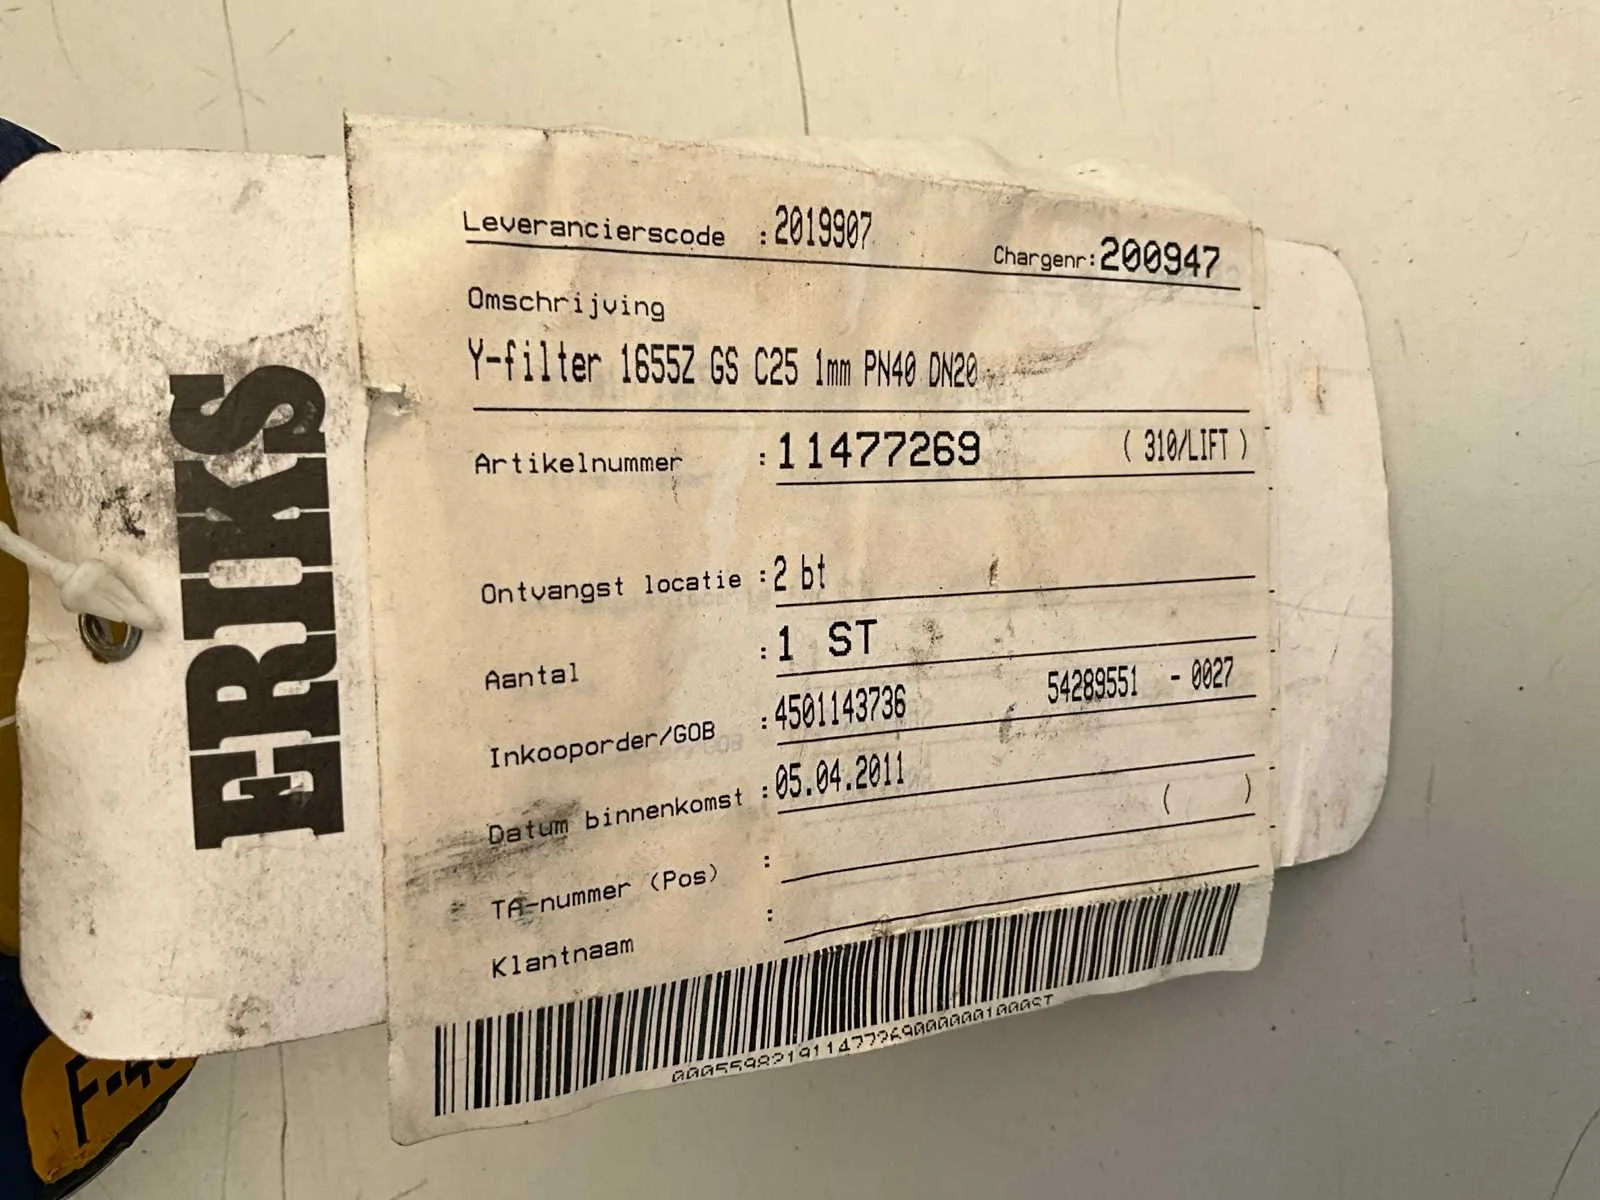 ERIKS
Leverancierscode :2019907 Chargenr:200947
Omschrijving
Y-filter 1655Z GS C25 1mm PN40 DN20
Artikelnummer :11477269 ( 310/LIFT )
Ontvangst locatie :2 bt
Aantal :1 ST
Inkooporder/GOB :4501143736 54289551 - 0027
Datum binnenkomst :05.04.2011
TA-nummer (Pos) : ( )
Klantnaam :